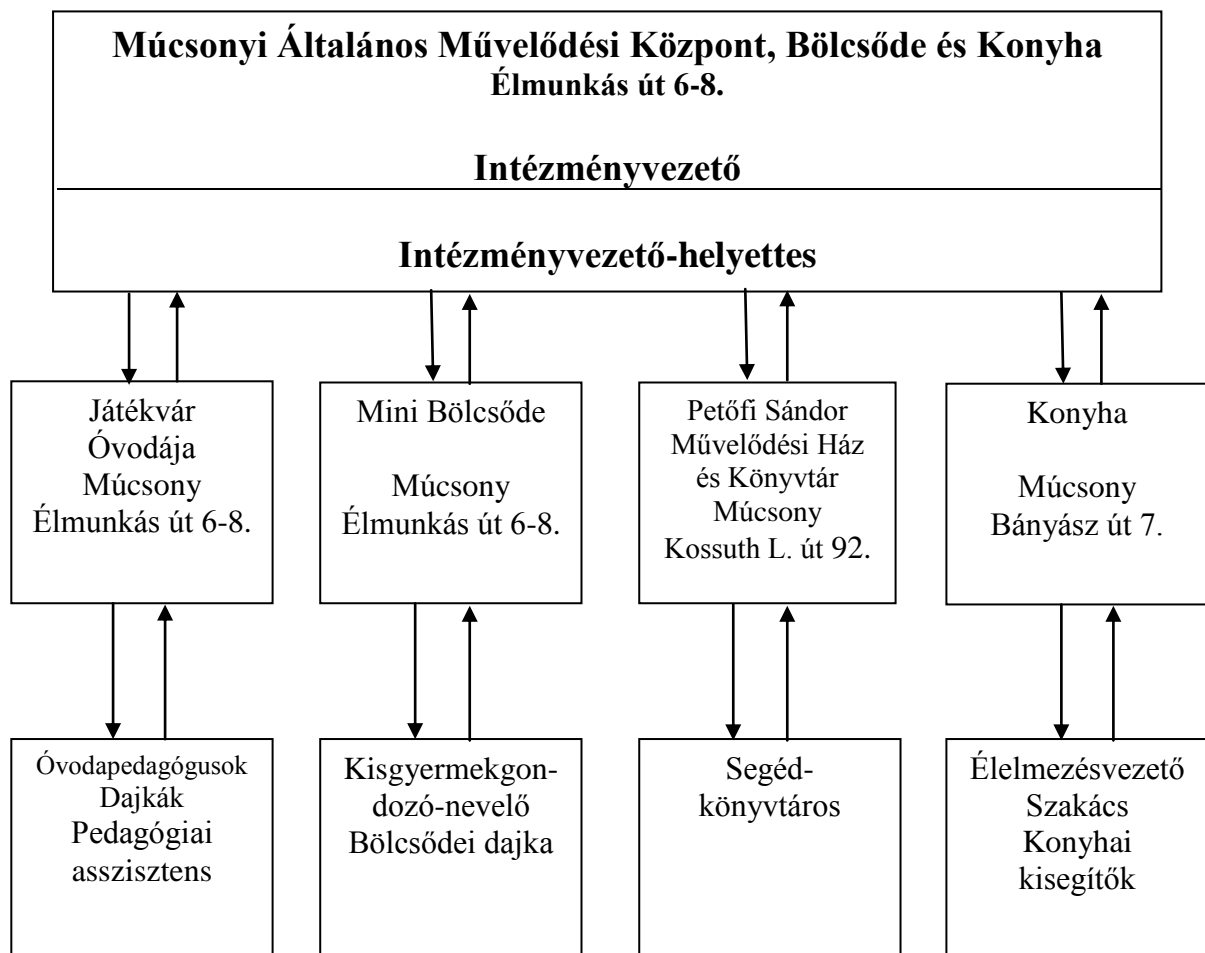 Múcsonyi Általános Művelődési Központ, Bölcsőde és Konyha
Élmunkás út 6-8.
Intézményvezető
Intézményvezető-helyettes
Játékvár
Óvodája
Múcsony
Élmunkás út 6-8.
Mini Bölcsőde
Múcsony
Élmunkás út 6-8.
Petőfi Sándor
Művelődési Ház
és Könyvtár
Múcsony
Kossuth L. út 92.
Konyha
Múcsony
Bányász út 7.
Óvodapedagógusok
Dajkák
Pedagógiai
asszisztens
Kisgyermekgon-
dozó-nevelő
Bölcsődei dajka
Segéd-
könyvtáros
Élelmezésvezető
Szakács
Konyhai
kisegítők